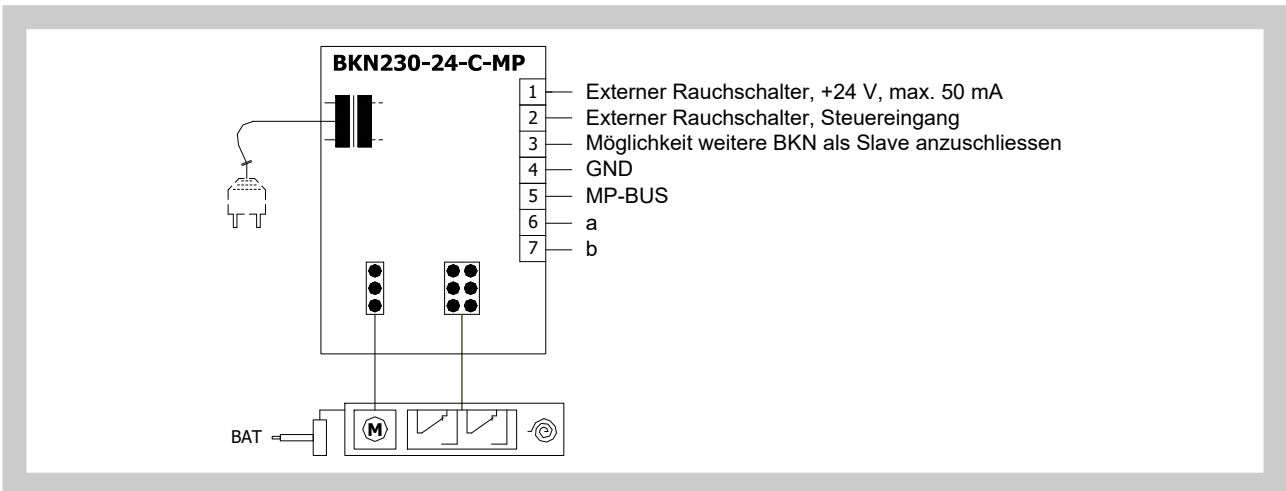 BKN230-24-C-MP
1 Externer Rauchschalter, +24 V, max. 50 mA
2 Externer Rauchschalter, Steuereingang
3 Möglichkeit weitere BKN als Slave anzuschliessen
4 GND
5 MP-BUS
6 a
7 b
BAT M